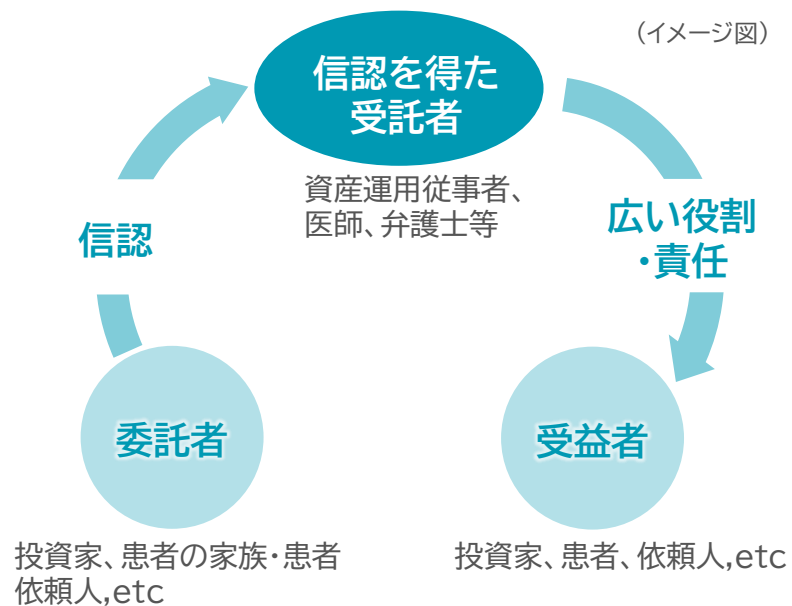 （イメージ図）
信認を得た
受託者
資産運用従事者、
医師、弁護士等
信認
広い役割
・責任
委託者
受益者
投資家、患者の家族・患者
依頼人,etc
投資家、患者、依頼人,etc